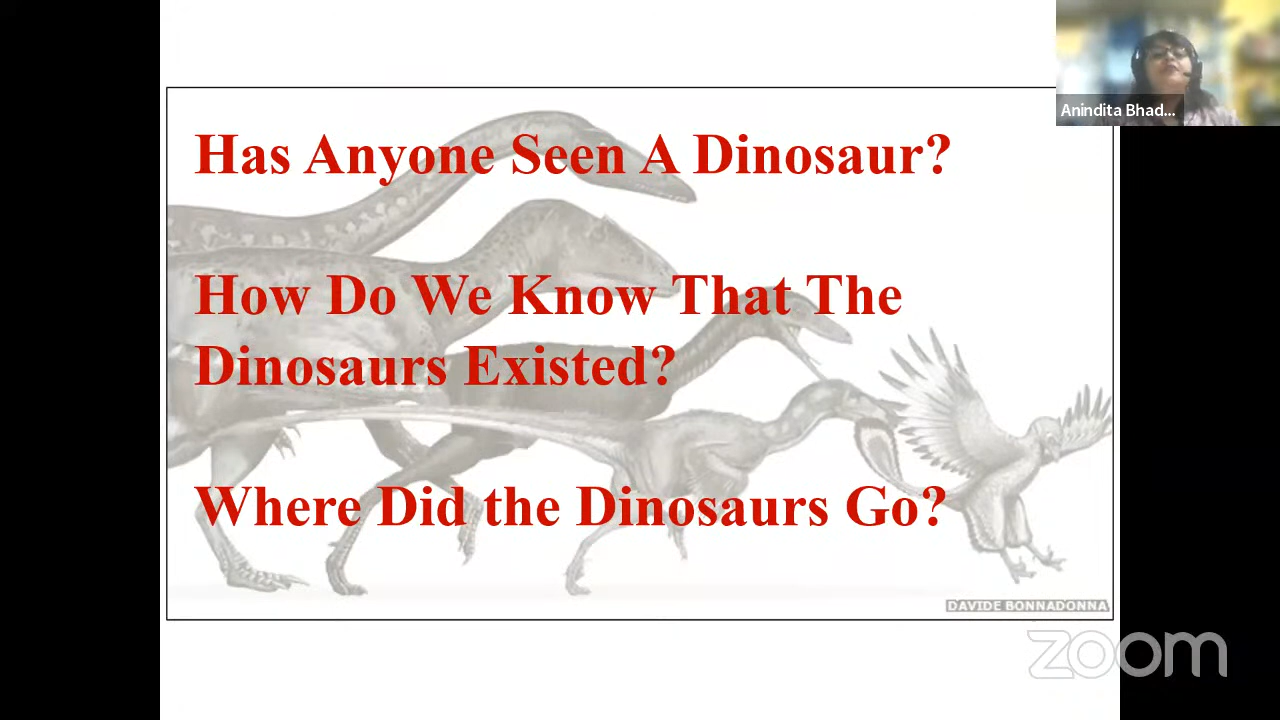 Anindita Bhad...
Has Anyone Seen A Dinosaur?
How Do We Know That The
Dinosaurs Existed?
Where Did the Dinosaurs Go?
DAVIDE BONNADONNA
zoom